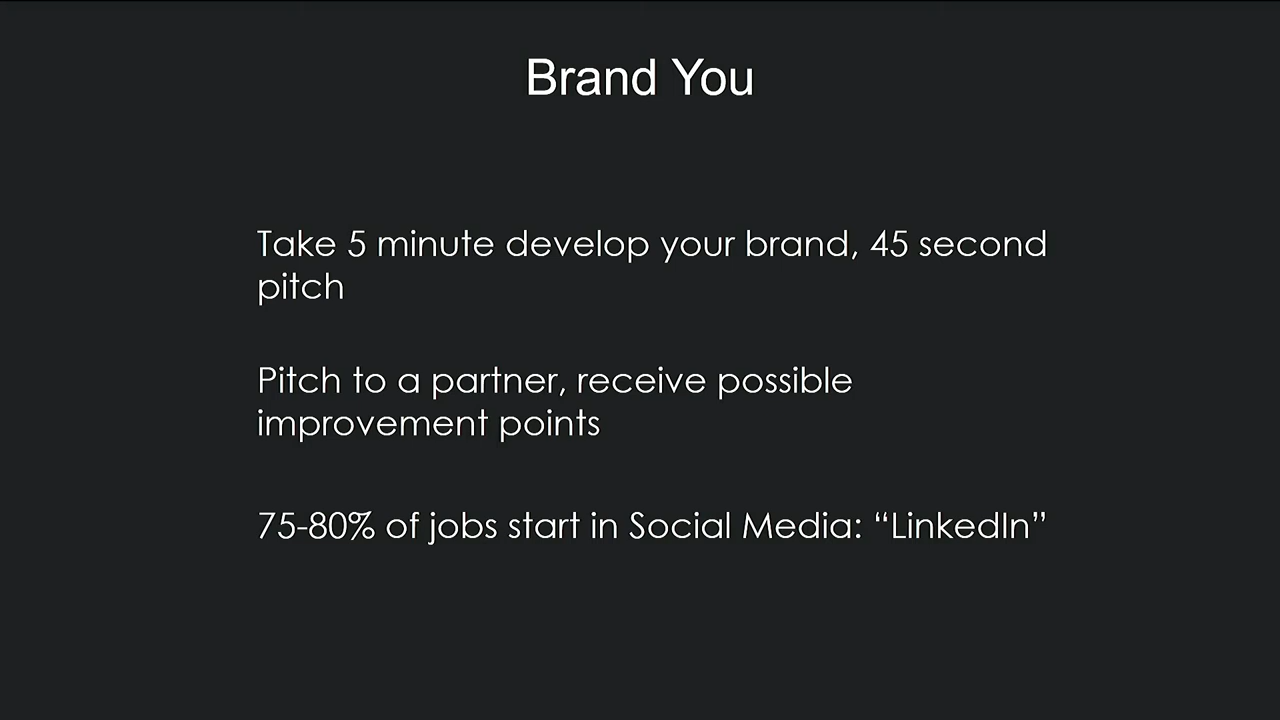 Brand You
Take 5 minute develop your brand, 45 second
pitch
Pitch to a partner, receive possible
improvement points
75-80% of jobs start in Social Media: “LinkedIn”